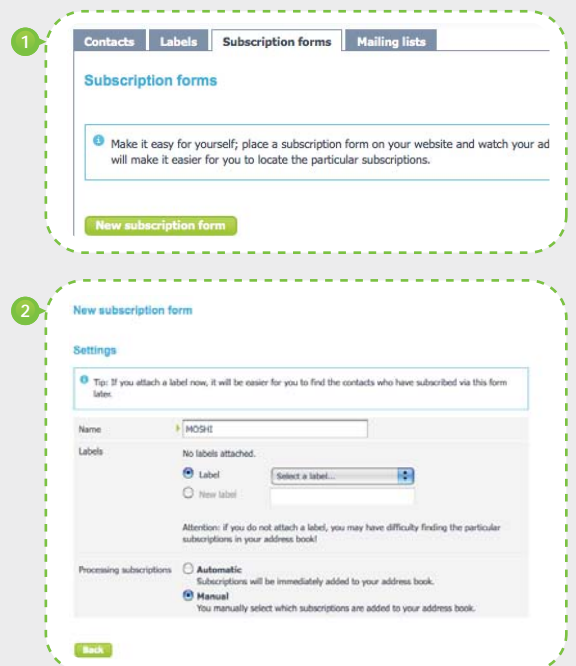 1
Contacts Labels Subscription forms Mailing lists
Subscription forms
Make it easy for yourself; place a subscription form on your website and watch your ad
will make it easier for you to locate the particular subscriptions.
New subscription form
2
New subscription form
Settings
Tip: If you attach a label now, it will be easier for you to find the contacts who have subscribed via this form
later.
Name MOSHI
Labels No labels attached.
Label Select a label...
New label
Attention: if you do not attach a label, you may have difficulty finding the particular
subscriptions in your address book!
Processing subscriptions Automatic
Subscriptions will be immediately added to your address book.
Manual
You manually select which subscriptions are added to your address book.
Back